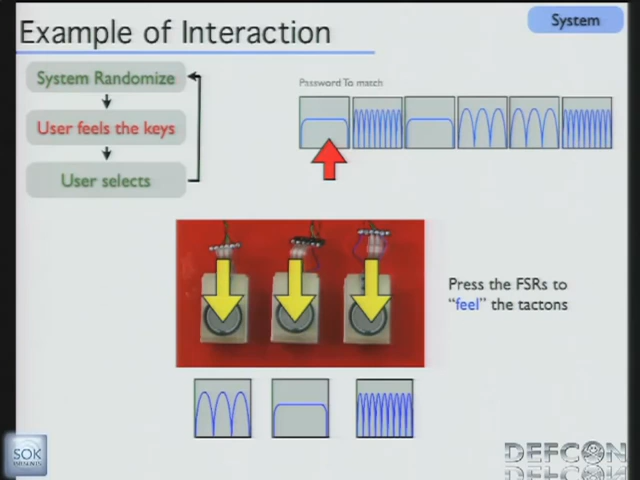 Example of Interaction
System
System Randomize
User feels the keys
User selects
Password To match
Press the FSRs to
"feel" the tactons
SOK
DEFCON